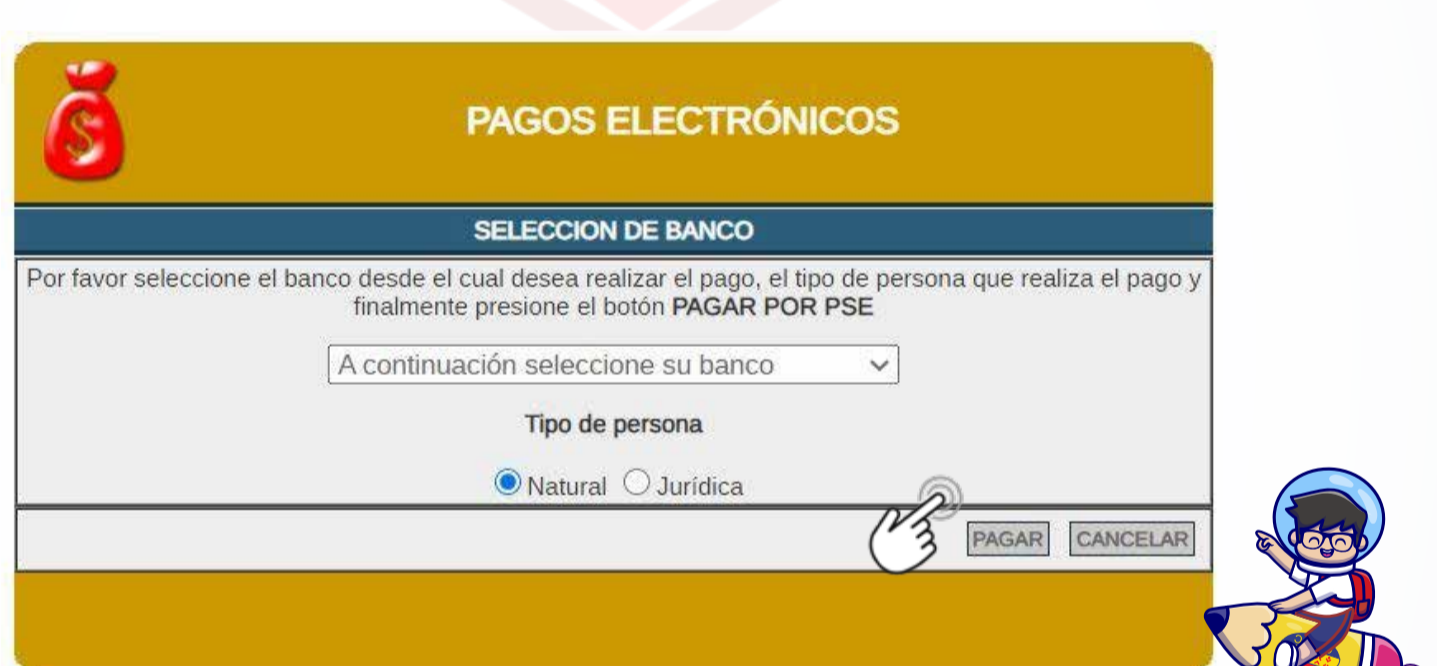 PAGOS ELECTRÓNICOS
SELECCION DE BANCO
Por favor seleccione el banco desde el cual desea realizar el pago, el tipo de persona que realiza el pago y
finalmente presione el botón PAGAR POR PSE
A continuación seleccione su banco
Tipo de persona
Natural Jurídica
PAGAR CANCELAR